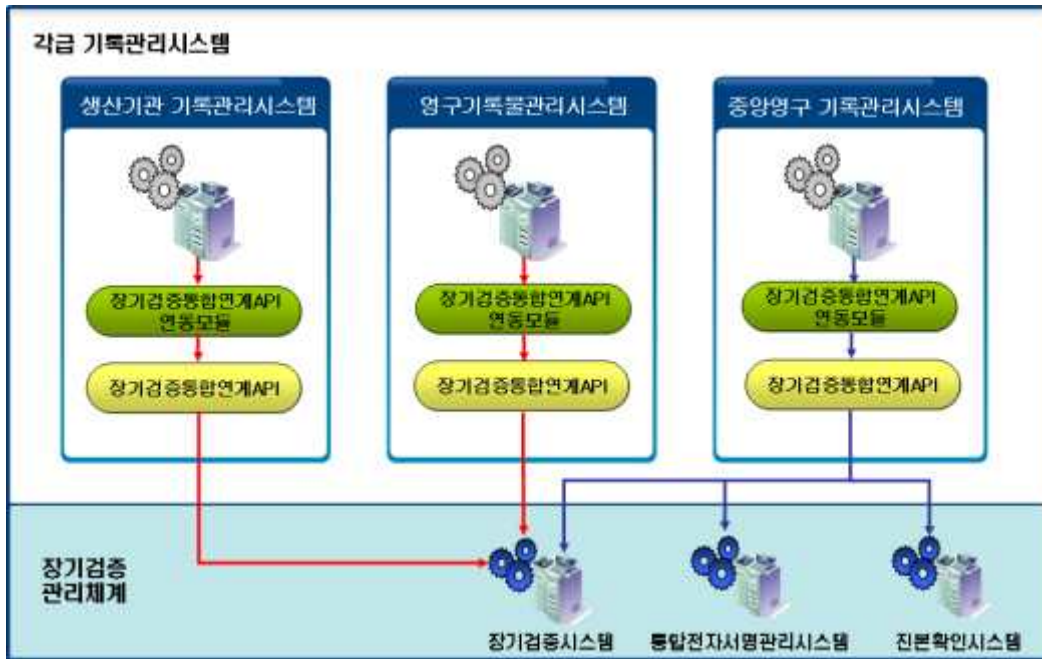 각급 기록관리시스템
생산기관 기록관리시스템
영구기록물관리시스템
중앙영구 기록관리시스템
장기검증통합연계API
연동모듈
장기검증통합연계API
연동모듈
장기검증통합연계API
연동모듈
장기검증통합연계API
장기검증통합연계API
장기검증통합연계API
장기검증
관리체계
장기검증시스템
통합전자서명관리시스템
진본확인시스템